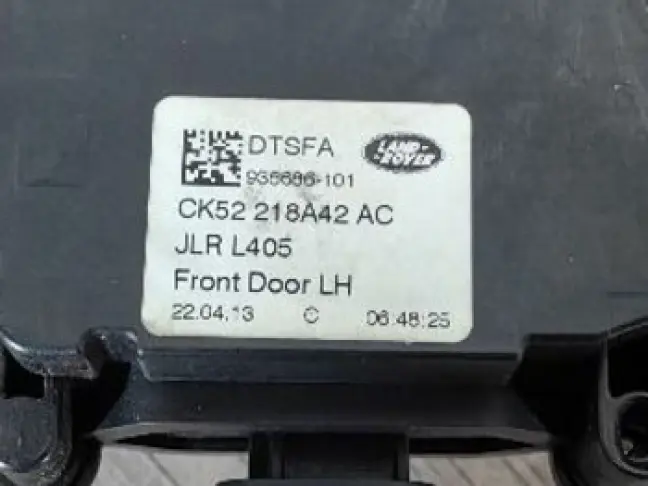 DTSFA
LAND-
ROVER
936686-101
CK52 218A42 AC
JLR L405
Front Door LH
22.04.13 C 06:48:25